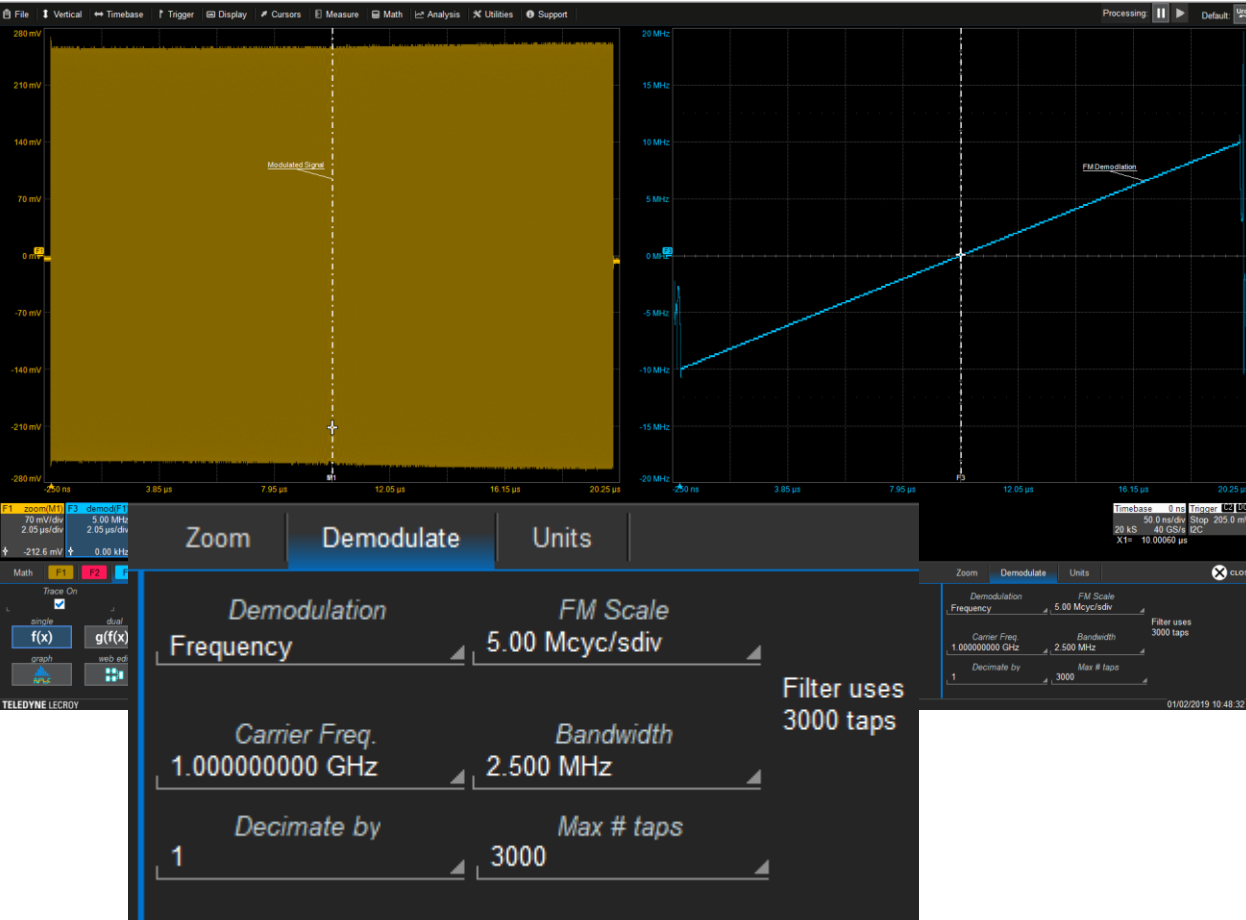 File Vertical Timebase Trigger Display Cursors Measure Math Analysis Utilities Support Processing: Default:
280 mV
210 mV
140 mV
70 mV
0 mV
-70 mV
-140 mV
-210 mV
-280 mV
Modulated Signal
F1
M1
-250 ns 3.85 µs 7.95 µs 12.05 µs 16.15 µs 20.25 µs
20 MHz
15 MHz
10 MHz
5 MHz
0 MHz
-5 MHz
-10 MHz
-15 MHz
-20 MHz
FM Demodlation
F3
F3
-250 ns 3.85 µs 7.95 µs 12.05 µs 16.15 µs 20.25 µs
F1 zoom(M1)
70 mV/div
2.05 µs/div
-212.6 mV
F3 demod(F1
5.00 MHz
2.05 µs/div
0.00 kHz
Timebase 0 ns
50.0 ns/div
20 kS 40 GS/s
X1= 10.00060 µs
Trigger C2
Stop 205.0 m
I2C
Math F1 F2
Trace On
single dual
f(x) g(f(x)
graph web edi
Zoom Demodulate Units
Demodulation FM Scale
Frequency 5.00 Mcyc/sdiv
Filter uses
3000 taps
Carrier Freq. Bandwidth
1.000000000 GHz 2.500 MHz
Decimate by Max # taps
1 3000
Zoom Demodulate Units CLO
Demodulation FM Scale
Frequency 5.00 Mcyc/sdiv
Filter uses
3000 taps
Carrier Freq. Bandwidth
1.000000000 GHz 2.500 MHz
Decimate by Max # taps
1 3000
TELEDYNE LECROY
01/02/2019 10:48:32